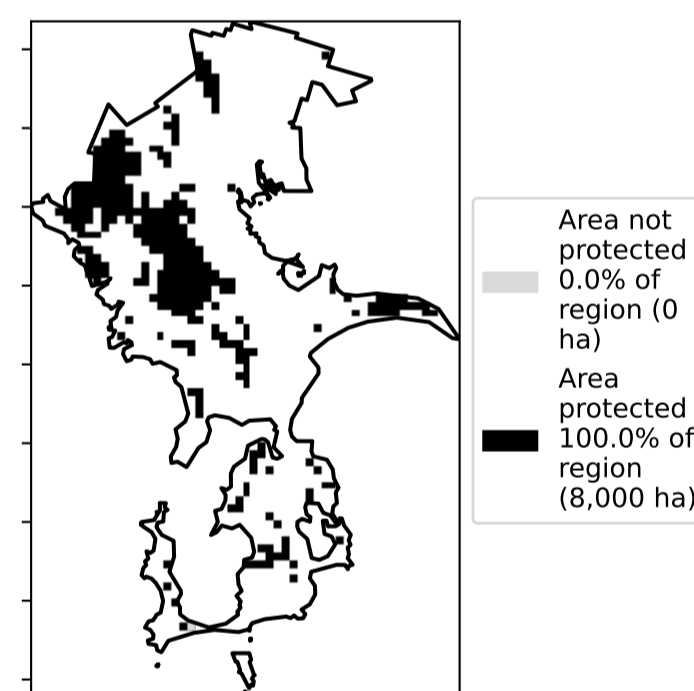 Area not
protected
0.0% of
region (0
ha)
Area
protected
100.0% of
region
(8,000 ha)